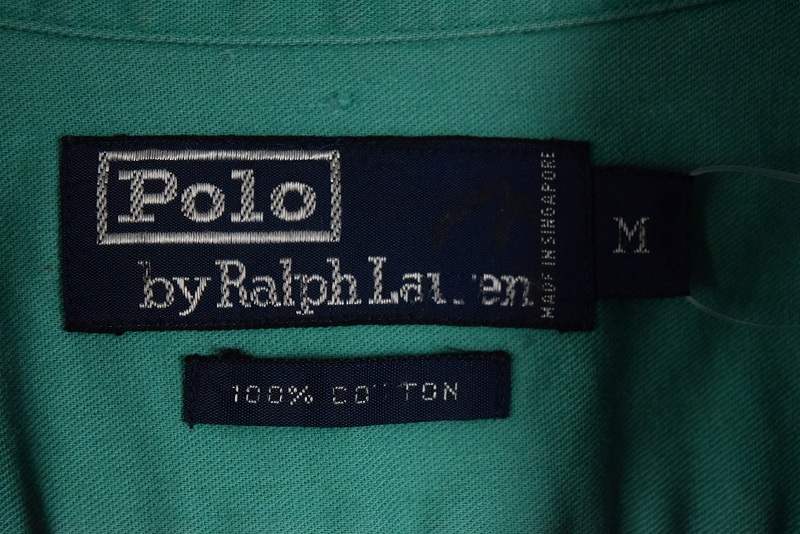 Polo
by Ralph Lauren
MADE IN SINGAPORE
M
100% COTTON